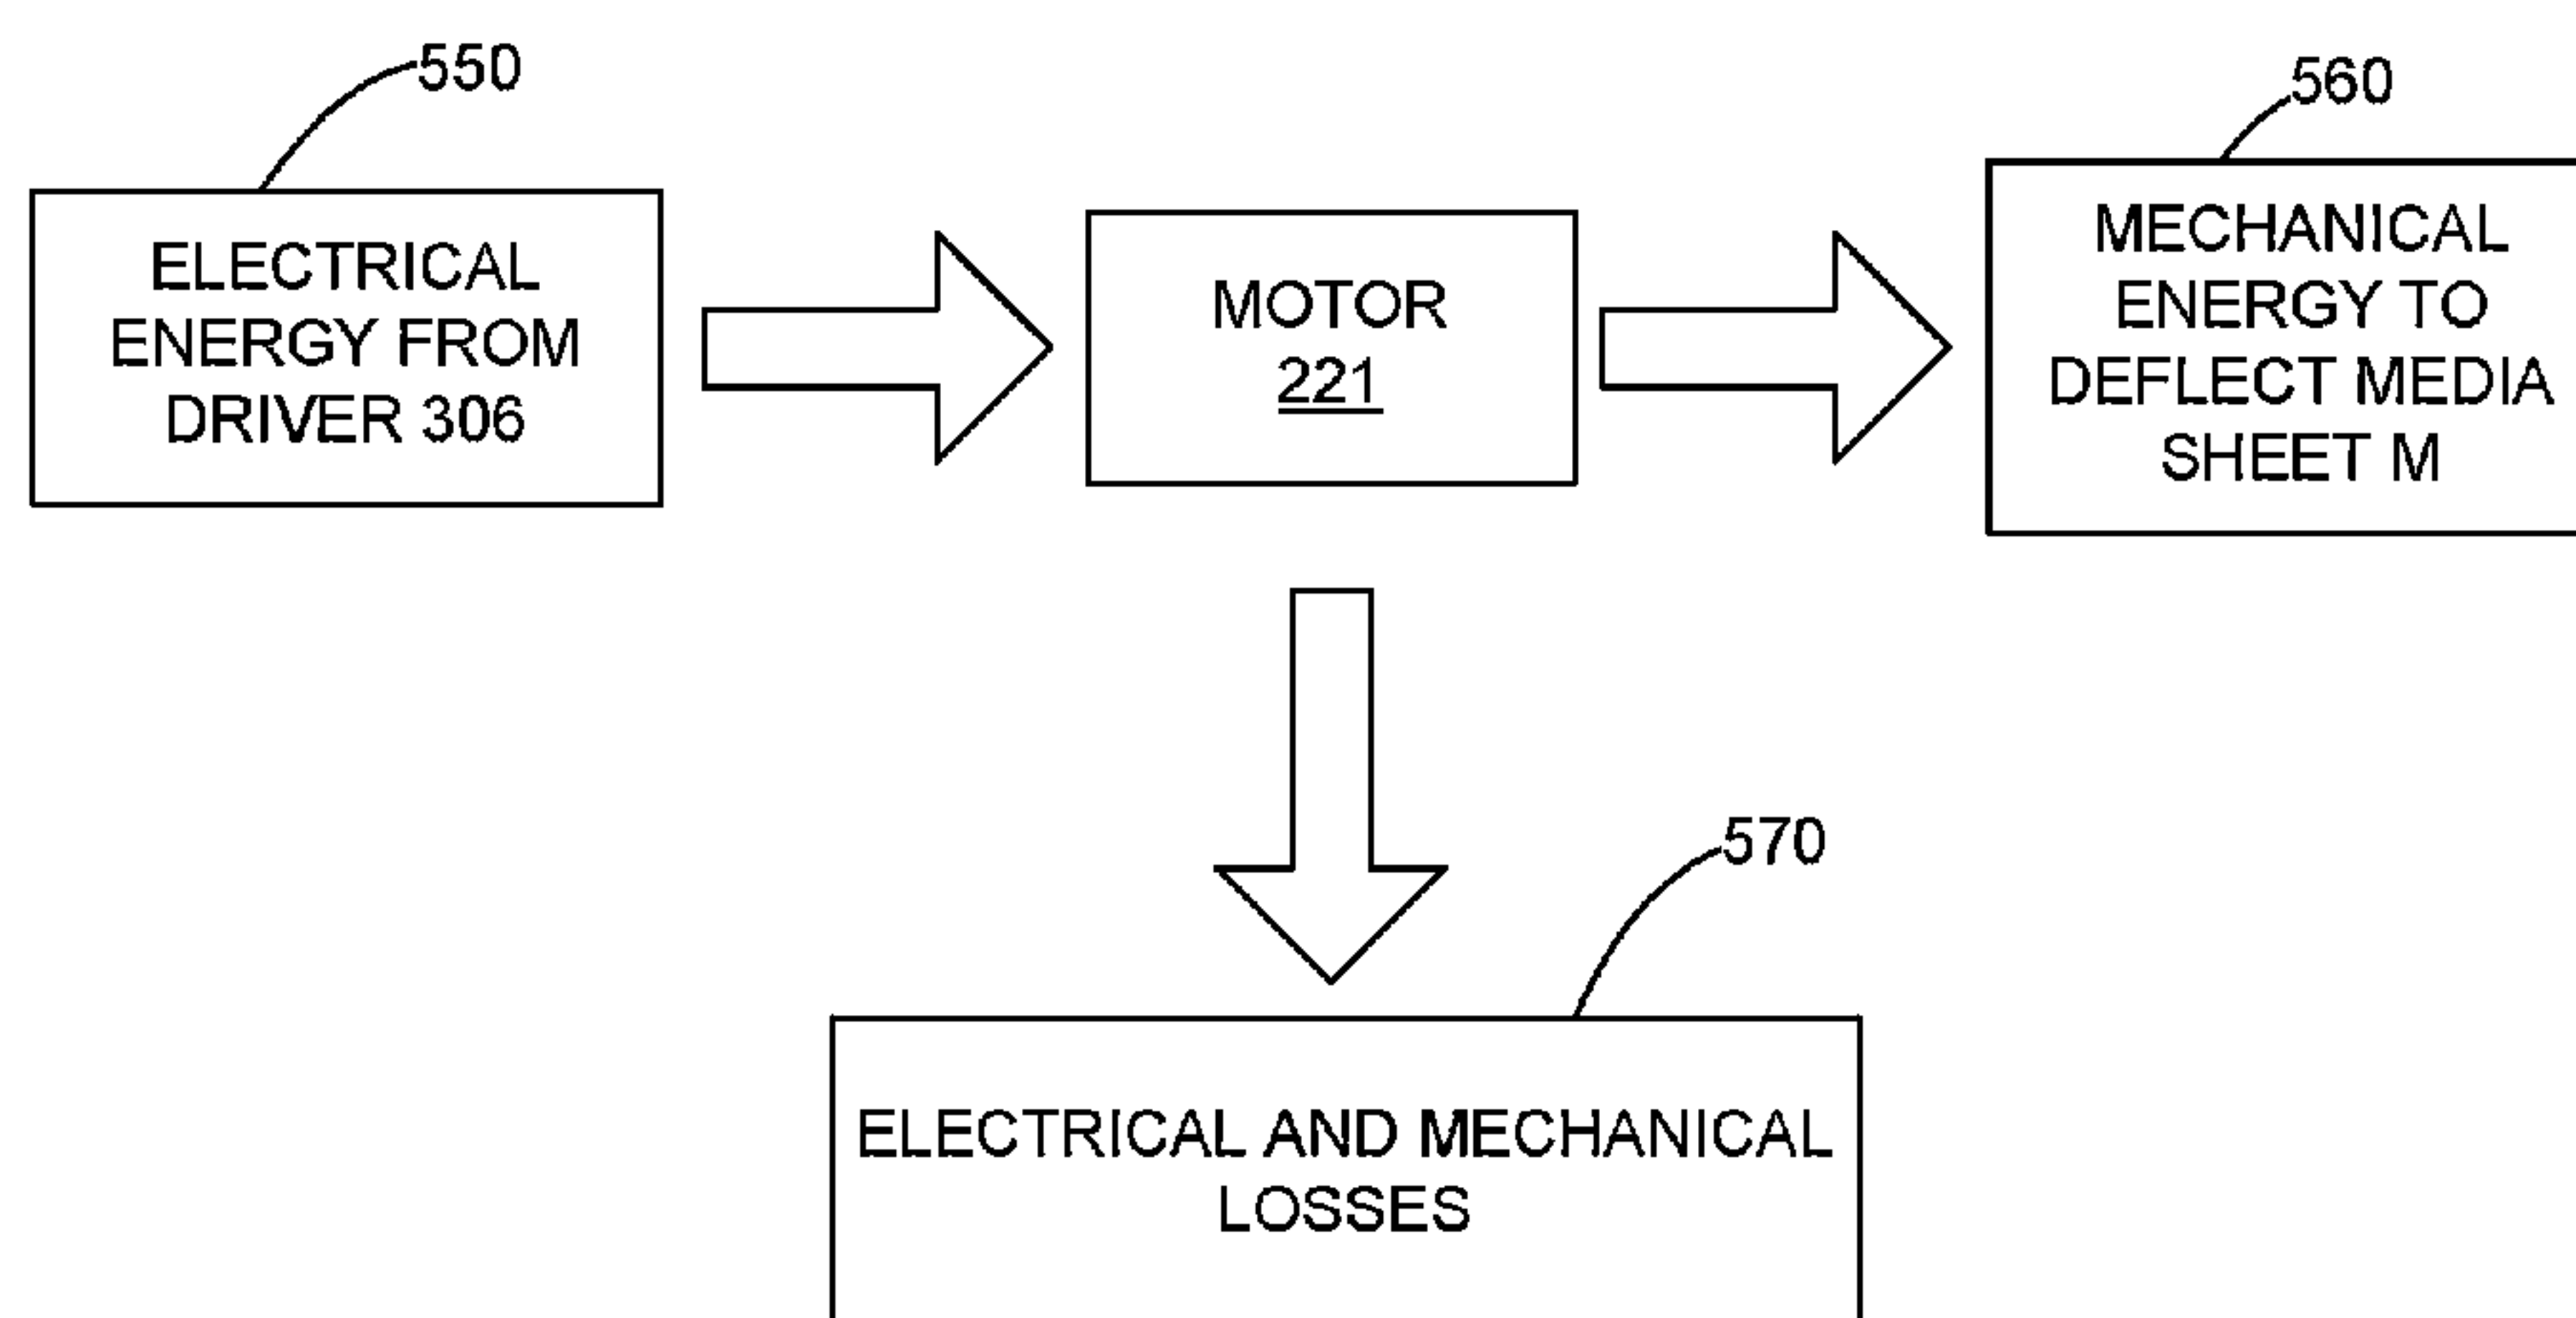 550
560
ELECTRICAL
ENERGY FROM
DRIVER 306
MOTOR
221
MECHANICAL
ENERGY TO
DEFLECT MEDIA
SHEET M
570
ELECTRICAL AND MECHANICAL
LOSSES